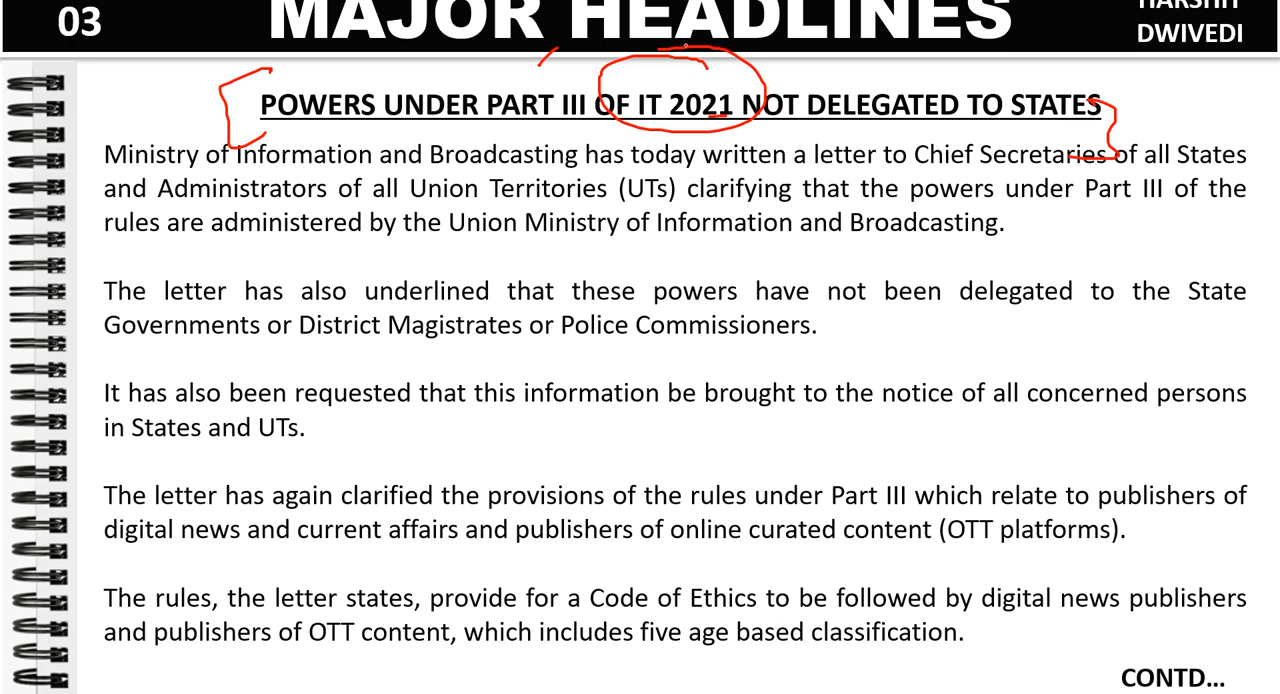 03
MAJOR HEADLINES
HARSHIT
DWIVEDI
POWERS UNDER PART III OF IT 2021 NOT DELEGATED TO STATES
Ministry of Information and Broadcasting has today written a letter to Chief Secretaries of all States
and Administrators of all Union Territories (UTs) clarifying that the powers under Part III of the
rules are administered by the Union Ministry of Information and Broadcasting.
The letter has also underlined that these powers have not been delegated to the State
Governments or District Magistrates or Police Commissioners.
It has also been requested that this information be brought to the notice of all concerned persons
in States and UTs.
The letter has again clarified the provisions of the rules under Part III which relate to publishers of
digital news and current affairs and publishers of online curated content (OTT platforms).
The rules, the letter states, provide for a Code of Ethics to be followed by digital news publishers
and publishers of OTT content, which includes five age based classification.
CONTD...